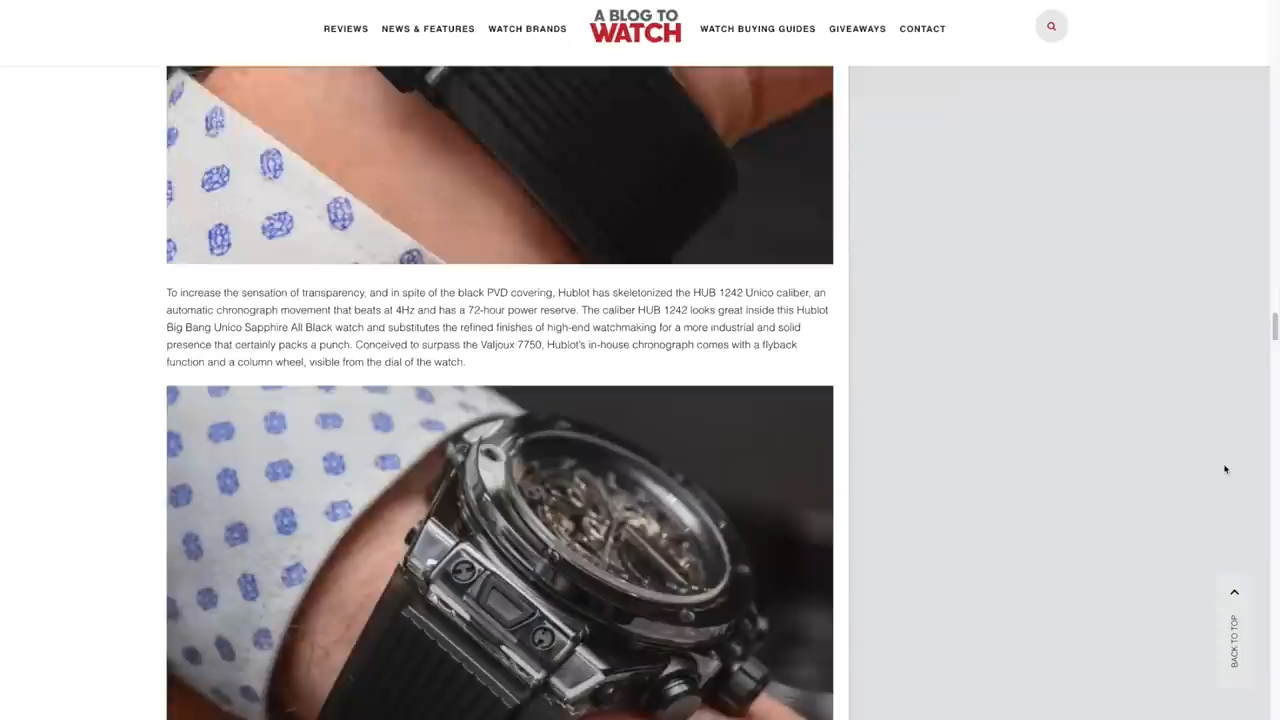 REVIEWS NEWS & FEATURES WATCH BRANDS A BLOG TO WATCH WATCH BUYING GUIDES GIVEAWAYS CONTACT
To increase the sensation of transparency, and in spite of the black PVD covering, Hublot has skeletonized the HUB 1242 Unico caliber, an
automatic chronograph movement that beats at 4Hz and has a 72-hour power reserve. The caliber HUB 1242 looks great inside this Hublot
Big Bang Unico Sapphire All Black watch and substitutes the refined finishes of high-end watchmaking for a more industrial and solid
presence that certainly packs a punch. Conceived to surpass the Valjoux 7750, Hublot's in-house chronograph comes with a flyback
function and a column wheel, visible from the dial of the watch.
BACK TO TOP